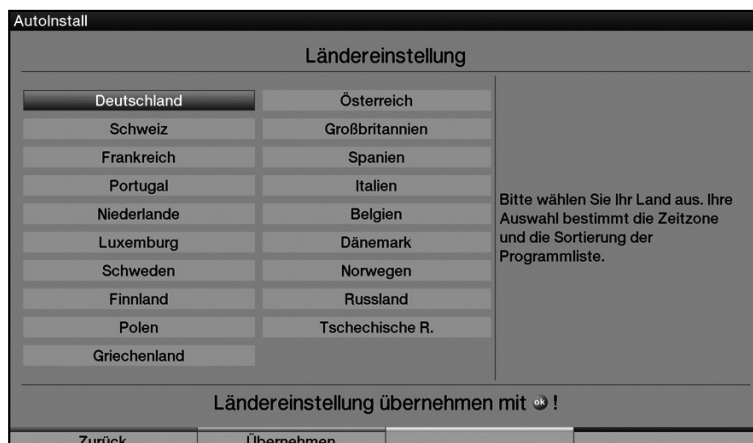 AutoInstall
Ländereinstellung
Deutschland Österreich
Schweiz Großbritannien
Frankreich Spanien
Portugal Italien
Niederlande Belgien
Luxemburg Dänemark
Schweden Norwegen
Finnland Russland
Polen Tschechische R.
Griechenland
Bitte wählen Sie Ihr Land aus. Ihre
Auswahl bestimmt die Zeitzone
und die Sortierung der
Programmliste.
Ländereinstellung übernehmen mit ok !
Zurück Übernehmen